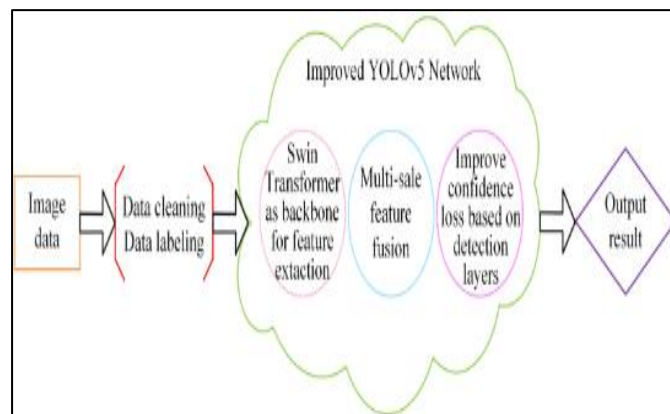 Improved YOLOv5 Network
Image
data
Data cleaning
Data labeling
Swin
Transformer
as backbone
for feature
extaction
Multi-sale
feature
fusion
Improve
confidence
loss based on
detection
layers
Output
result